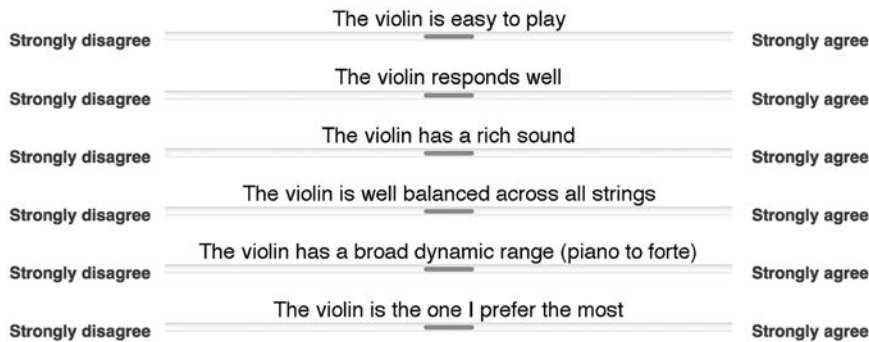 The violin is easy to play
Strongly disagree Strongly agree
The violin responds well
Strongly disagree Strongly agree
The violin has a rich sound
Strongly disagree Strongly agree
The violin is well balanced across all strings
Strongly disagree Strongly agree
The violin has a broad dynamic range (piano to forte)
Strongly disagree Strongly agree
The violin is the one I prefer the most
Strongly disagree Strongly agree